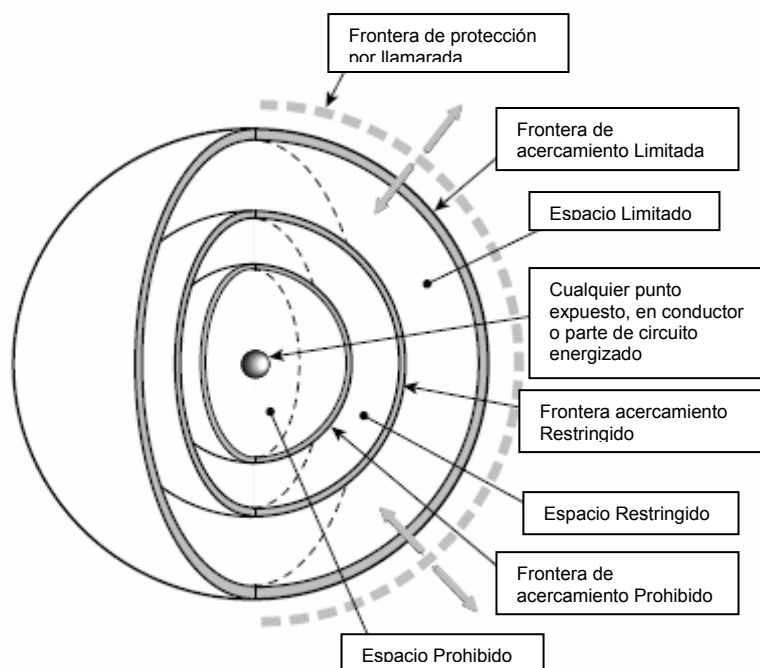 Frontera de protección
por llamarada
Frontera de
acercamiento Limitada
Espacio Limitado
Cualquier punto
expuesto, en conductor
o parte de circuito
energizado
Frontera acercamiento
Restringido
Espacio Restringido
Frontera de
acercamiento Prohibido
Espacio Prohibido